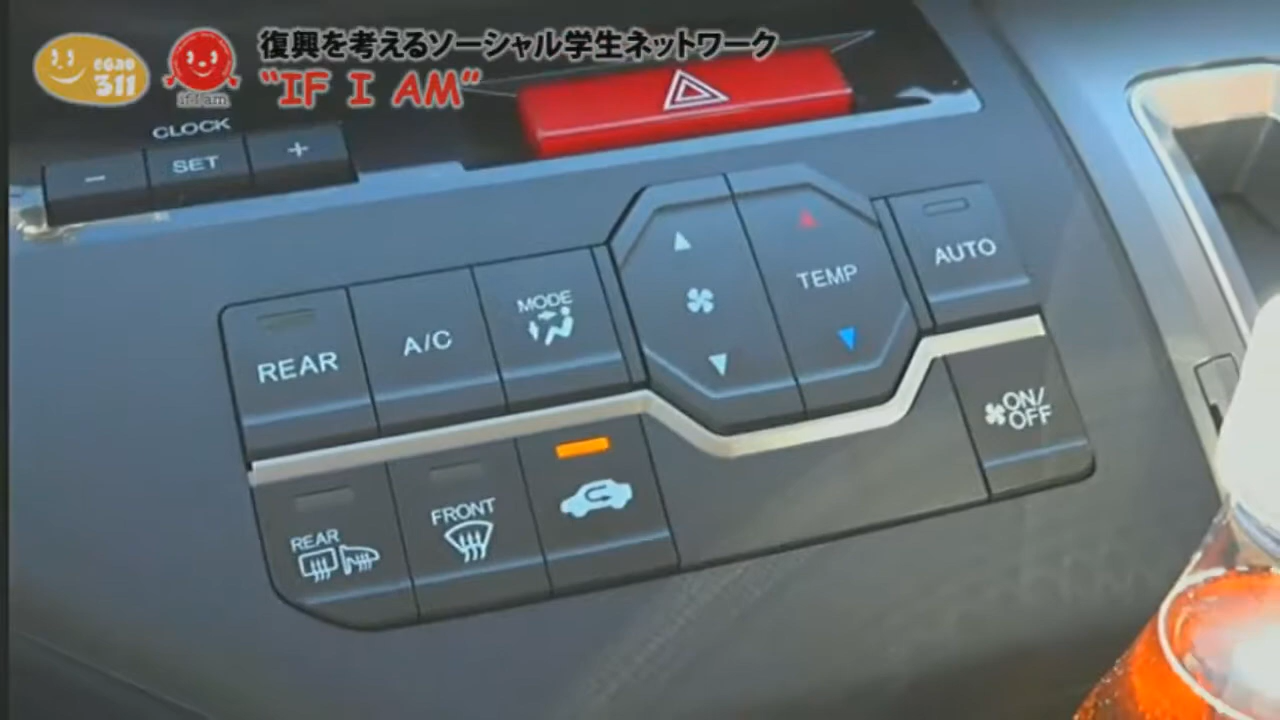 egao
311
if I am
復興を考えるソーシャル学生ネットワーク
“IF I AM”
CLOCK
− SET +
REAR
A/C
MODE
TEMP
AUTO
ON/
OFF
REAR
FRONT